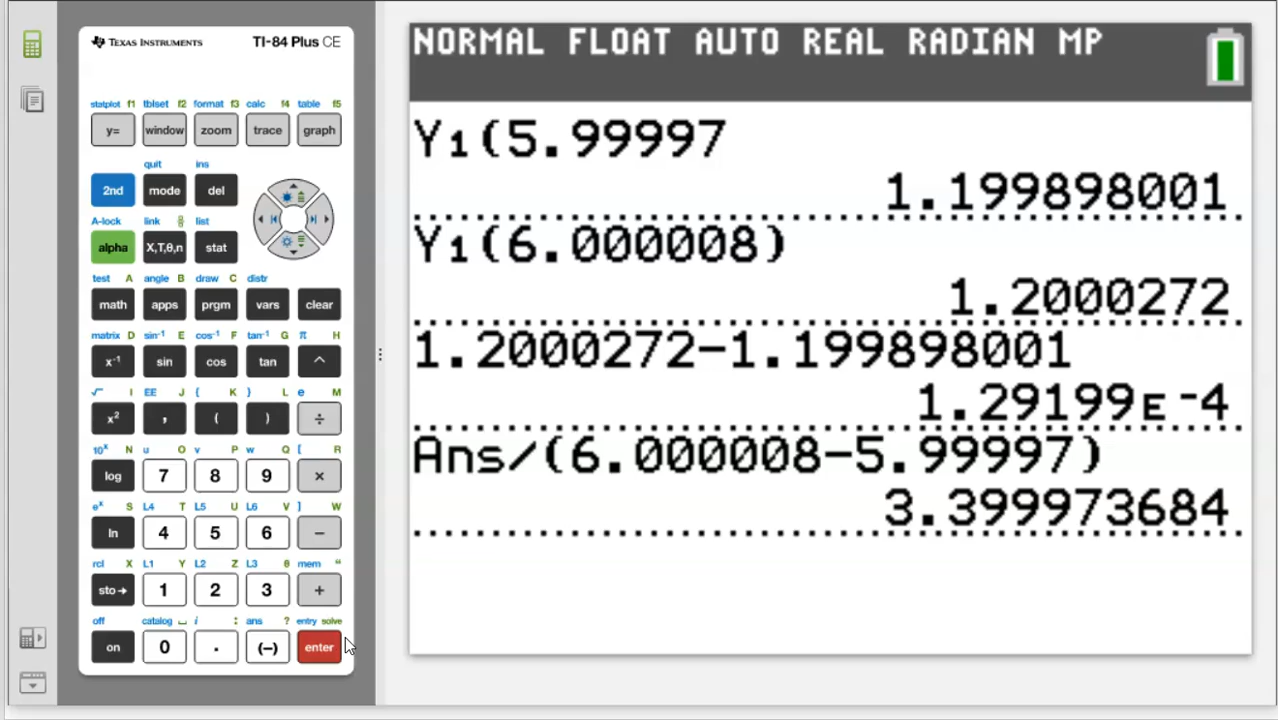 TEXAS INSTRUMENTS TI-84 Plus CE
statplot f1 tblset f2 format f3 calc f4 table f5
y= window zoom trace graph
quit ins
2nd mode del
A-lock link list
alpha X,T,θ,n stat
test A angle B draw C distr
math apps prgm vars clear
matrix D sin⁻¹ E cos⁻¹ F tan⁻¹ G π H
x⁻¹ sin cos tan ^
√ I EE J { K } L e M
x² , ( ) ÷
10ˣ N u O v P w Q [ R
log 7 8 9 ×
eˣ S L4 T L5 U L6 V ] W
ln 4 5 6 −
rcl X L1 Y L2 Z L3 θ mem “
sto→ 1 2 3 +
off catalog ⎵ i : ans ? entry solve
on 0 . (−) enter
NORMAL FLOAT AUTO REAL RADIAN MP
Y₁(5.99997
1.199898001
Y₁(6.000008)
1.2000272
1.2000272−1.199898001
1.29199ᴇ⁻4
Ans/(6.000008−5.99997)
3.399973684